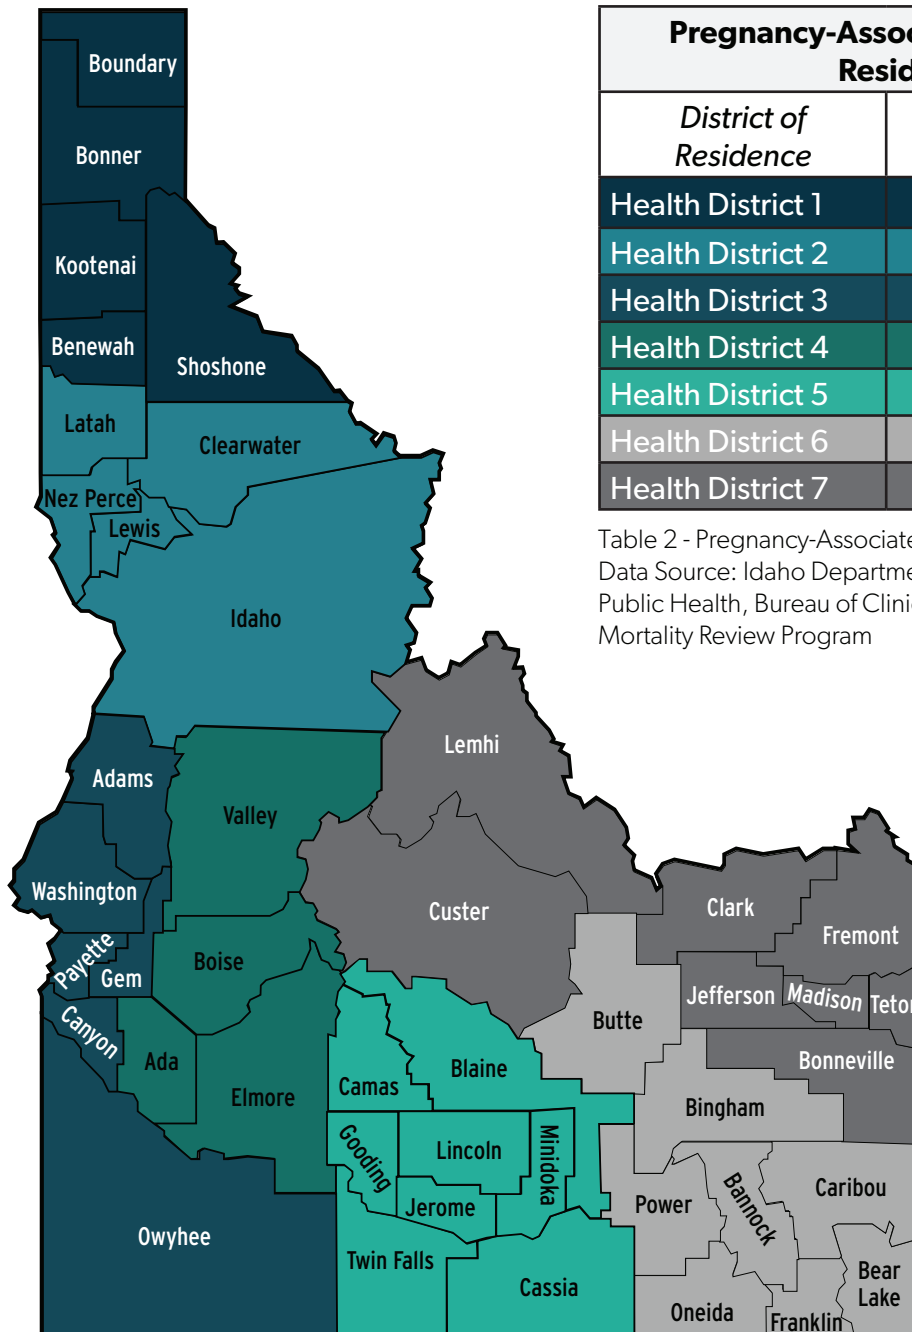 Pregnancy-Assoc
Resid
District of
Residence
Health District 1
Health District 2
Health District 3
Health District 4
Health District 5
Health District 6
Health District 7
Table 2 - Pregnancy-Associate
Data Source: Idaho Departme
Public Health, Bureau of Clinic
Mortality Review Program
Boundary
Bonner
Kootenai
Benewah
Shoshone
Latah
Clearwater
Nez Perce
Lewis
Idaho
Lemhi
Adams
Valley
Washington
Custer
Clark
Fremont
Payette
Gem
Boise
Jefferson
Madison
Teton
Canyon
Butte
Ada
Blaine
Bonneville
Camas
Elmore
Bingham
Gooding
Lincoln
Minidoka
Jerome
Power
Bannock
Caribou
Owyhee
Twin Falls
Cassia
Bear
Lake
Oneida
Franklin